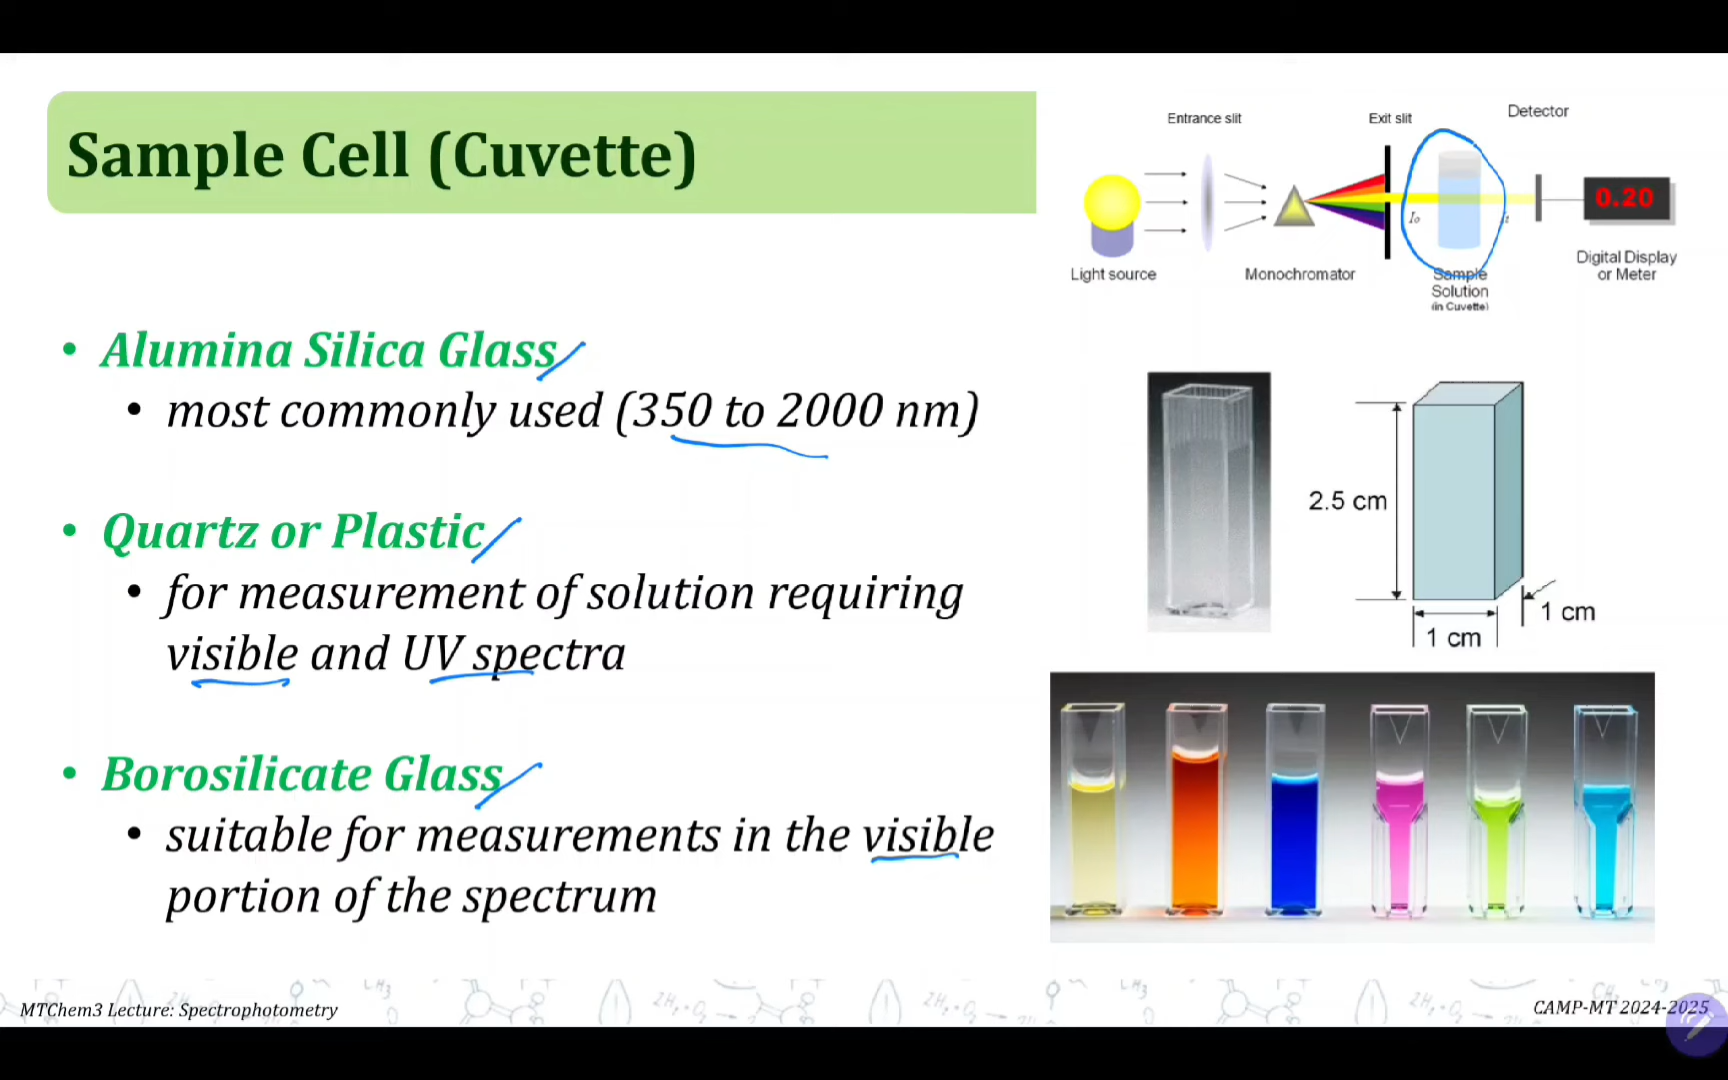 Sample Cell (Cuvette)
• Alumina Silica Glass
• most commonly used (350 to 2000 nm)
• Quartz or Plastic
• for measurement of solution requiring
visible and UV spectra
• Borosilicate Glass
• suitable for measurements in the visible
portion of the spectrum
Entrance slit
Exit slit
Detector
Io
0.20
Light source
Monochromator
Sample
Solution
(in Cuvette)
Digital Display
or Meter
2.5 cm
1 cm
1 cm
MTChem3 Lecture: Spectrophotometry
CAMP-MT 2024-2025